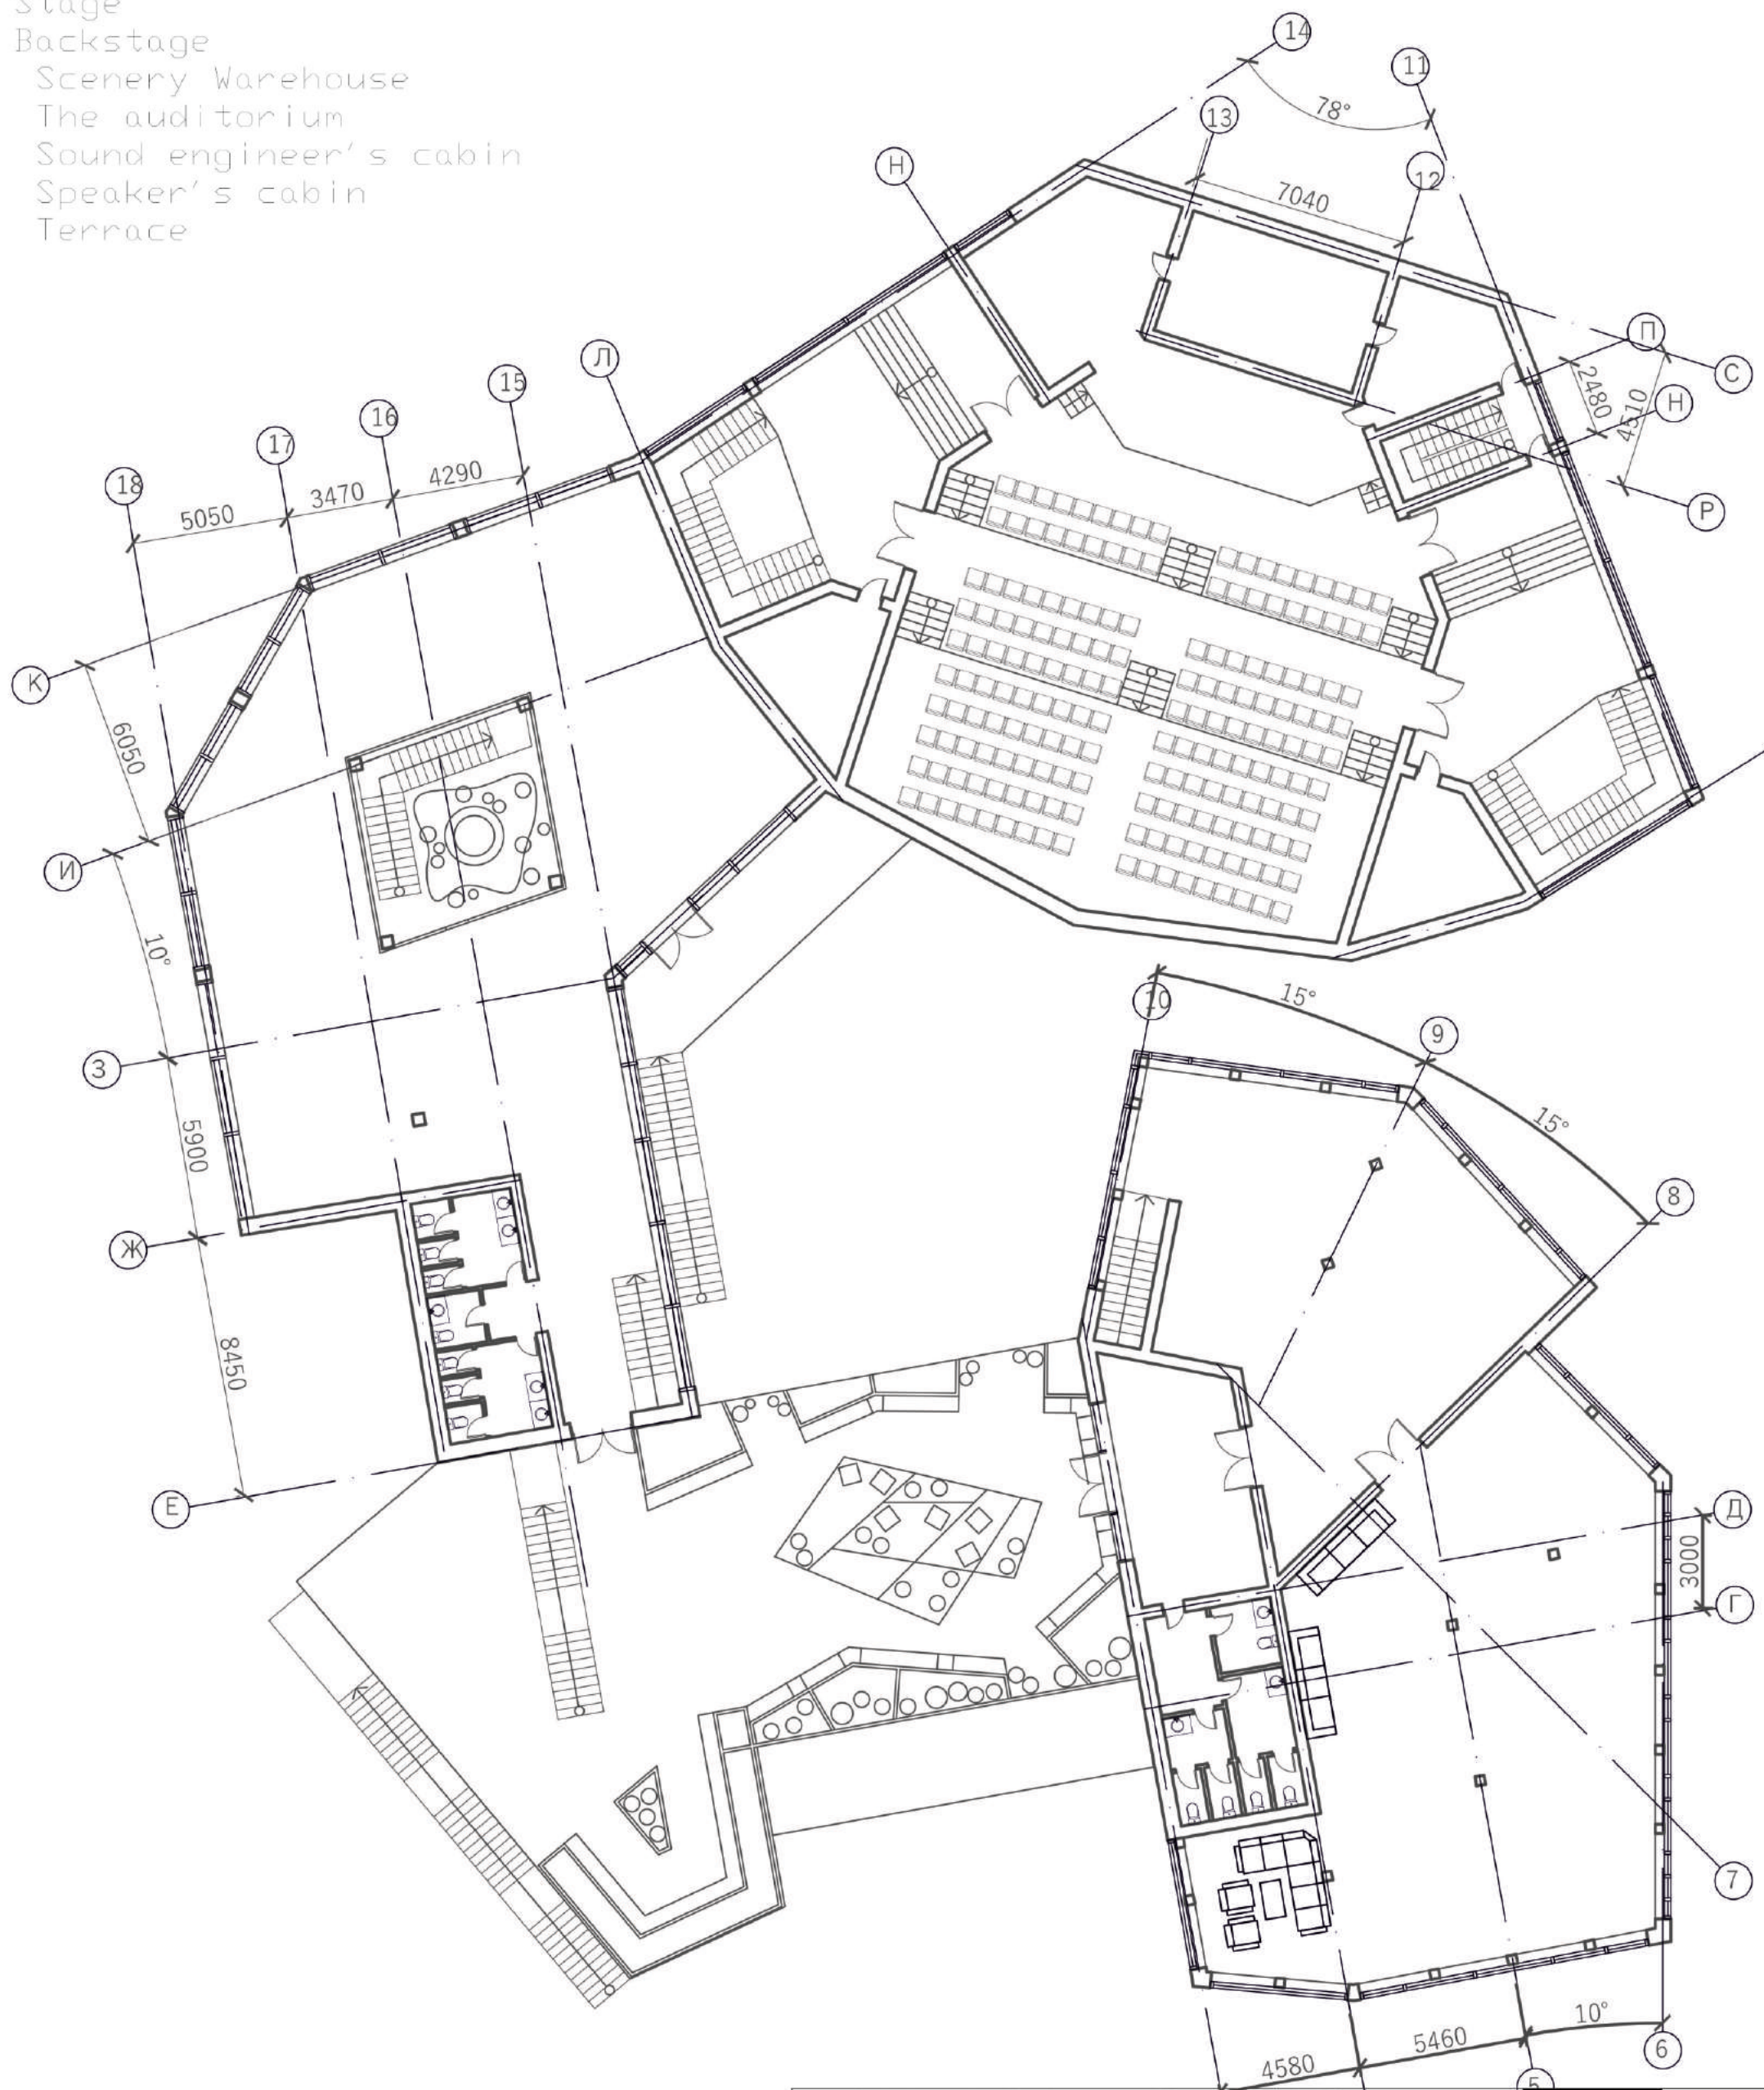 Stage
Backstage
Scenery Warehouse
The auditorium
Sound engineer's cabin
Speaker's cabin
Terrace
14
11
78°
13
12
7040
Н
П
С
2480
4510
Н
Р
Л
15
16
17
18
4290
3470
5050
К
6050
И
10°
З
5900
Ж
8450
Е
10
15°
9
15°
8
Д
3000
Г
7
10°
6
5460
4580
5